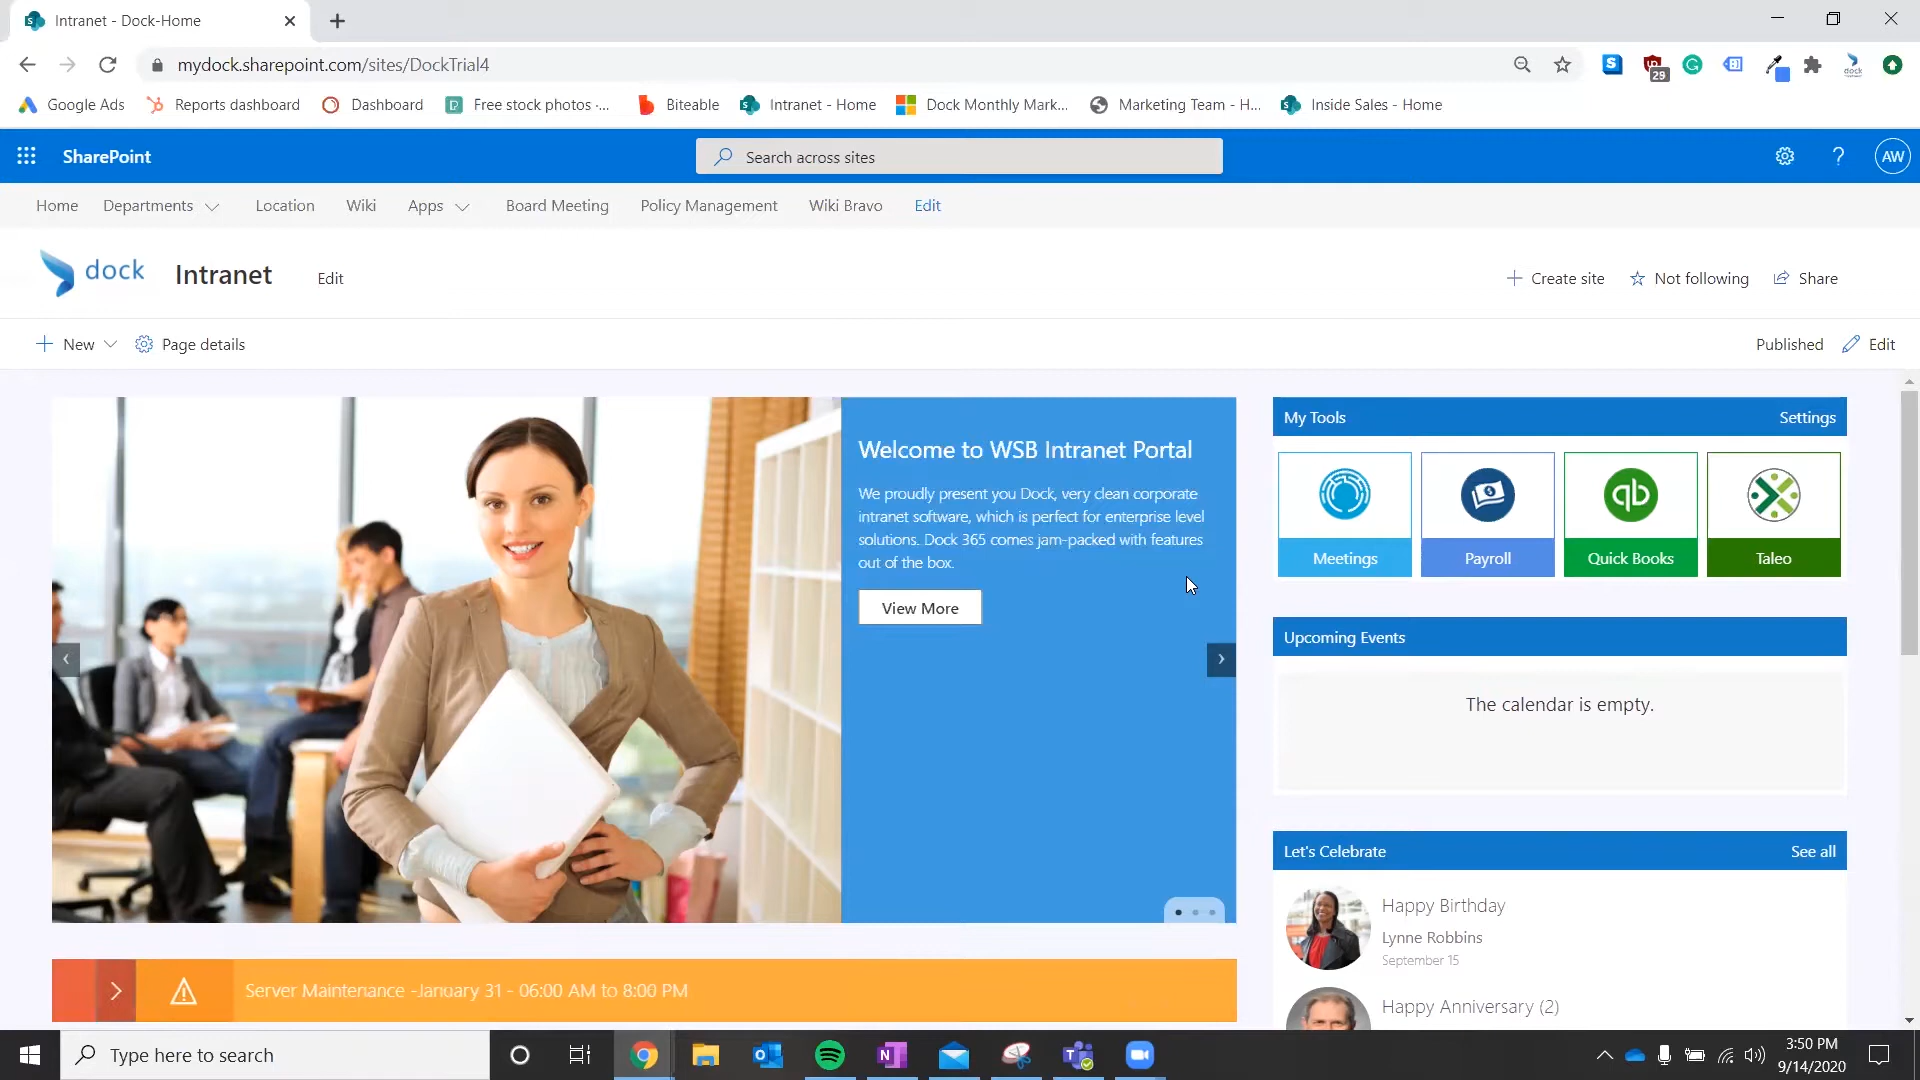 Intranet - Dock-Home
mydock.sharepoint.com/sites/DockTrial4
29
Google Ads Reports dashboard Dashboard Free stock photos -... Biteable Intranet - Home Dock Monthly Mark... Marketing Team - H... Inside Sales - Home
SharePoint
Search across sites
AW
Home Departments Location Wiki Apps Board Meeting Policy Management Wiki Bravo Edit
dock Intranet Edit
Create site Not following Share
New Page details
Published Edit
Welcome to WSB Intranet Portal
We proudly present you Dock, very clean corporate
intranet software, which is perfect for enterprise level
solutions. Dock 365 comes jam-packed with features
out of the box.
View More
Server Maintenance -January 31 - 06:00 AM to 8:00 PM
My Tools Settings
Meetings Payroll Quick Books Taleo
Upcoming Events
The calendar is empty.
Let's Celebrate See all
Happy Birthday
Lynne Robbins
September 15
Happy Anniversary (2)
Type here to search
3:50 PM
9/14/2020